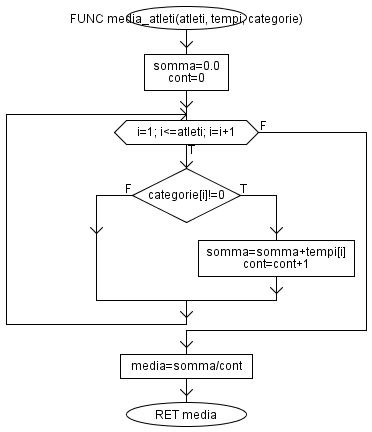 FUNC media_atleti(atleti, tempi, categorie)
somma=0.0
cont=0
i=1; i<=atleti; i=i+1
F
T
F
categorie[i]!=0
T
somma=somma+tempi[i]
cont=cont+1
media=somma/cont
RET media